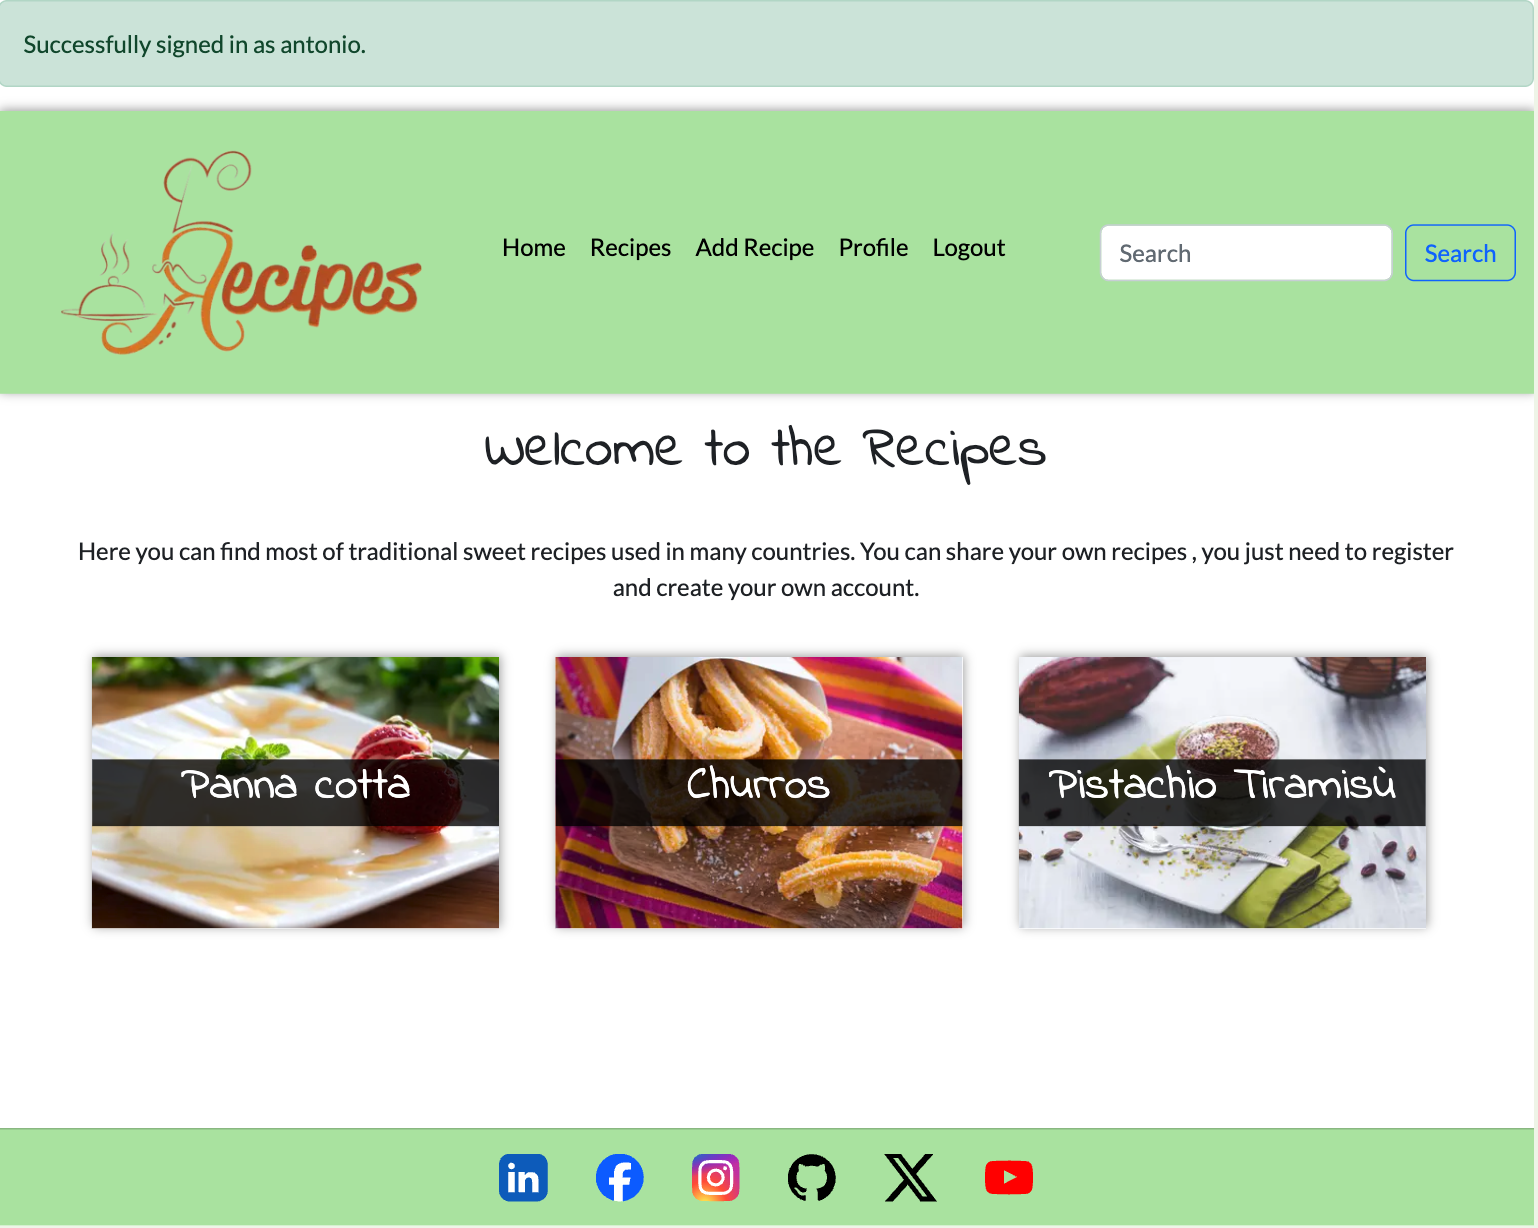 Successfully signed in as antonio.
Recipes
Home Recipes Add Recipe Profile Logout
Search Search
Welcome to the Recipes
Here you can find most of traditional sweet recipes used in many countries. You can share your own recipes , you just need to register
and create your own account.
Panna cotta
Churros
Pistachio Tiramisù
in